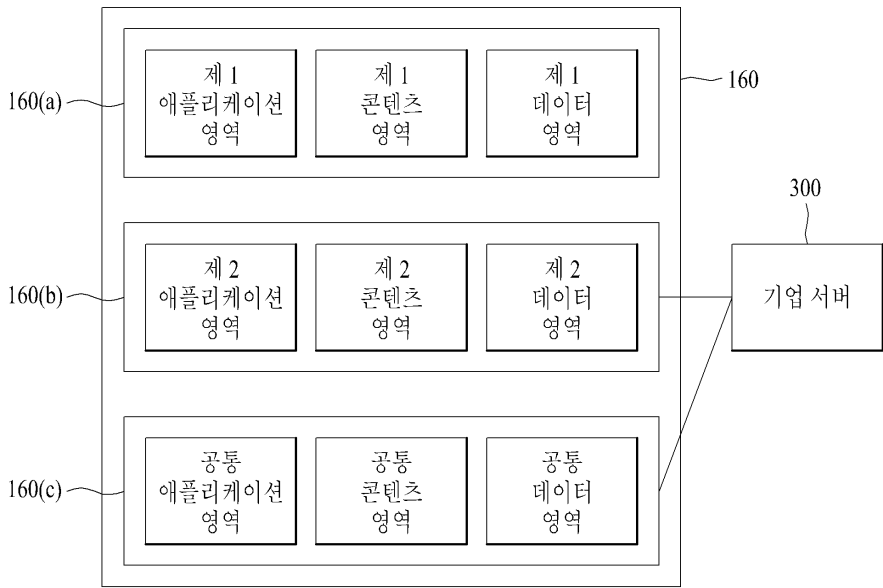 160(a)
제 1
애플리케이션
영역
제 1
콘텐츠
영역
제 1
데이터
영역
160
160(b)
제 2
애플리케이션
영역
제 2
콘텐츠
영역
제 2
데이터
영역
300
기업 서버
160(c)
공통
애플리케이션
영역
공통
콘텐츠
영역
공통
데이터
영역